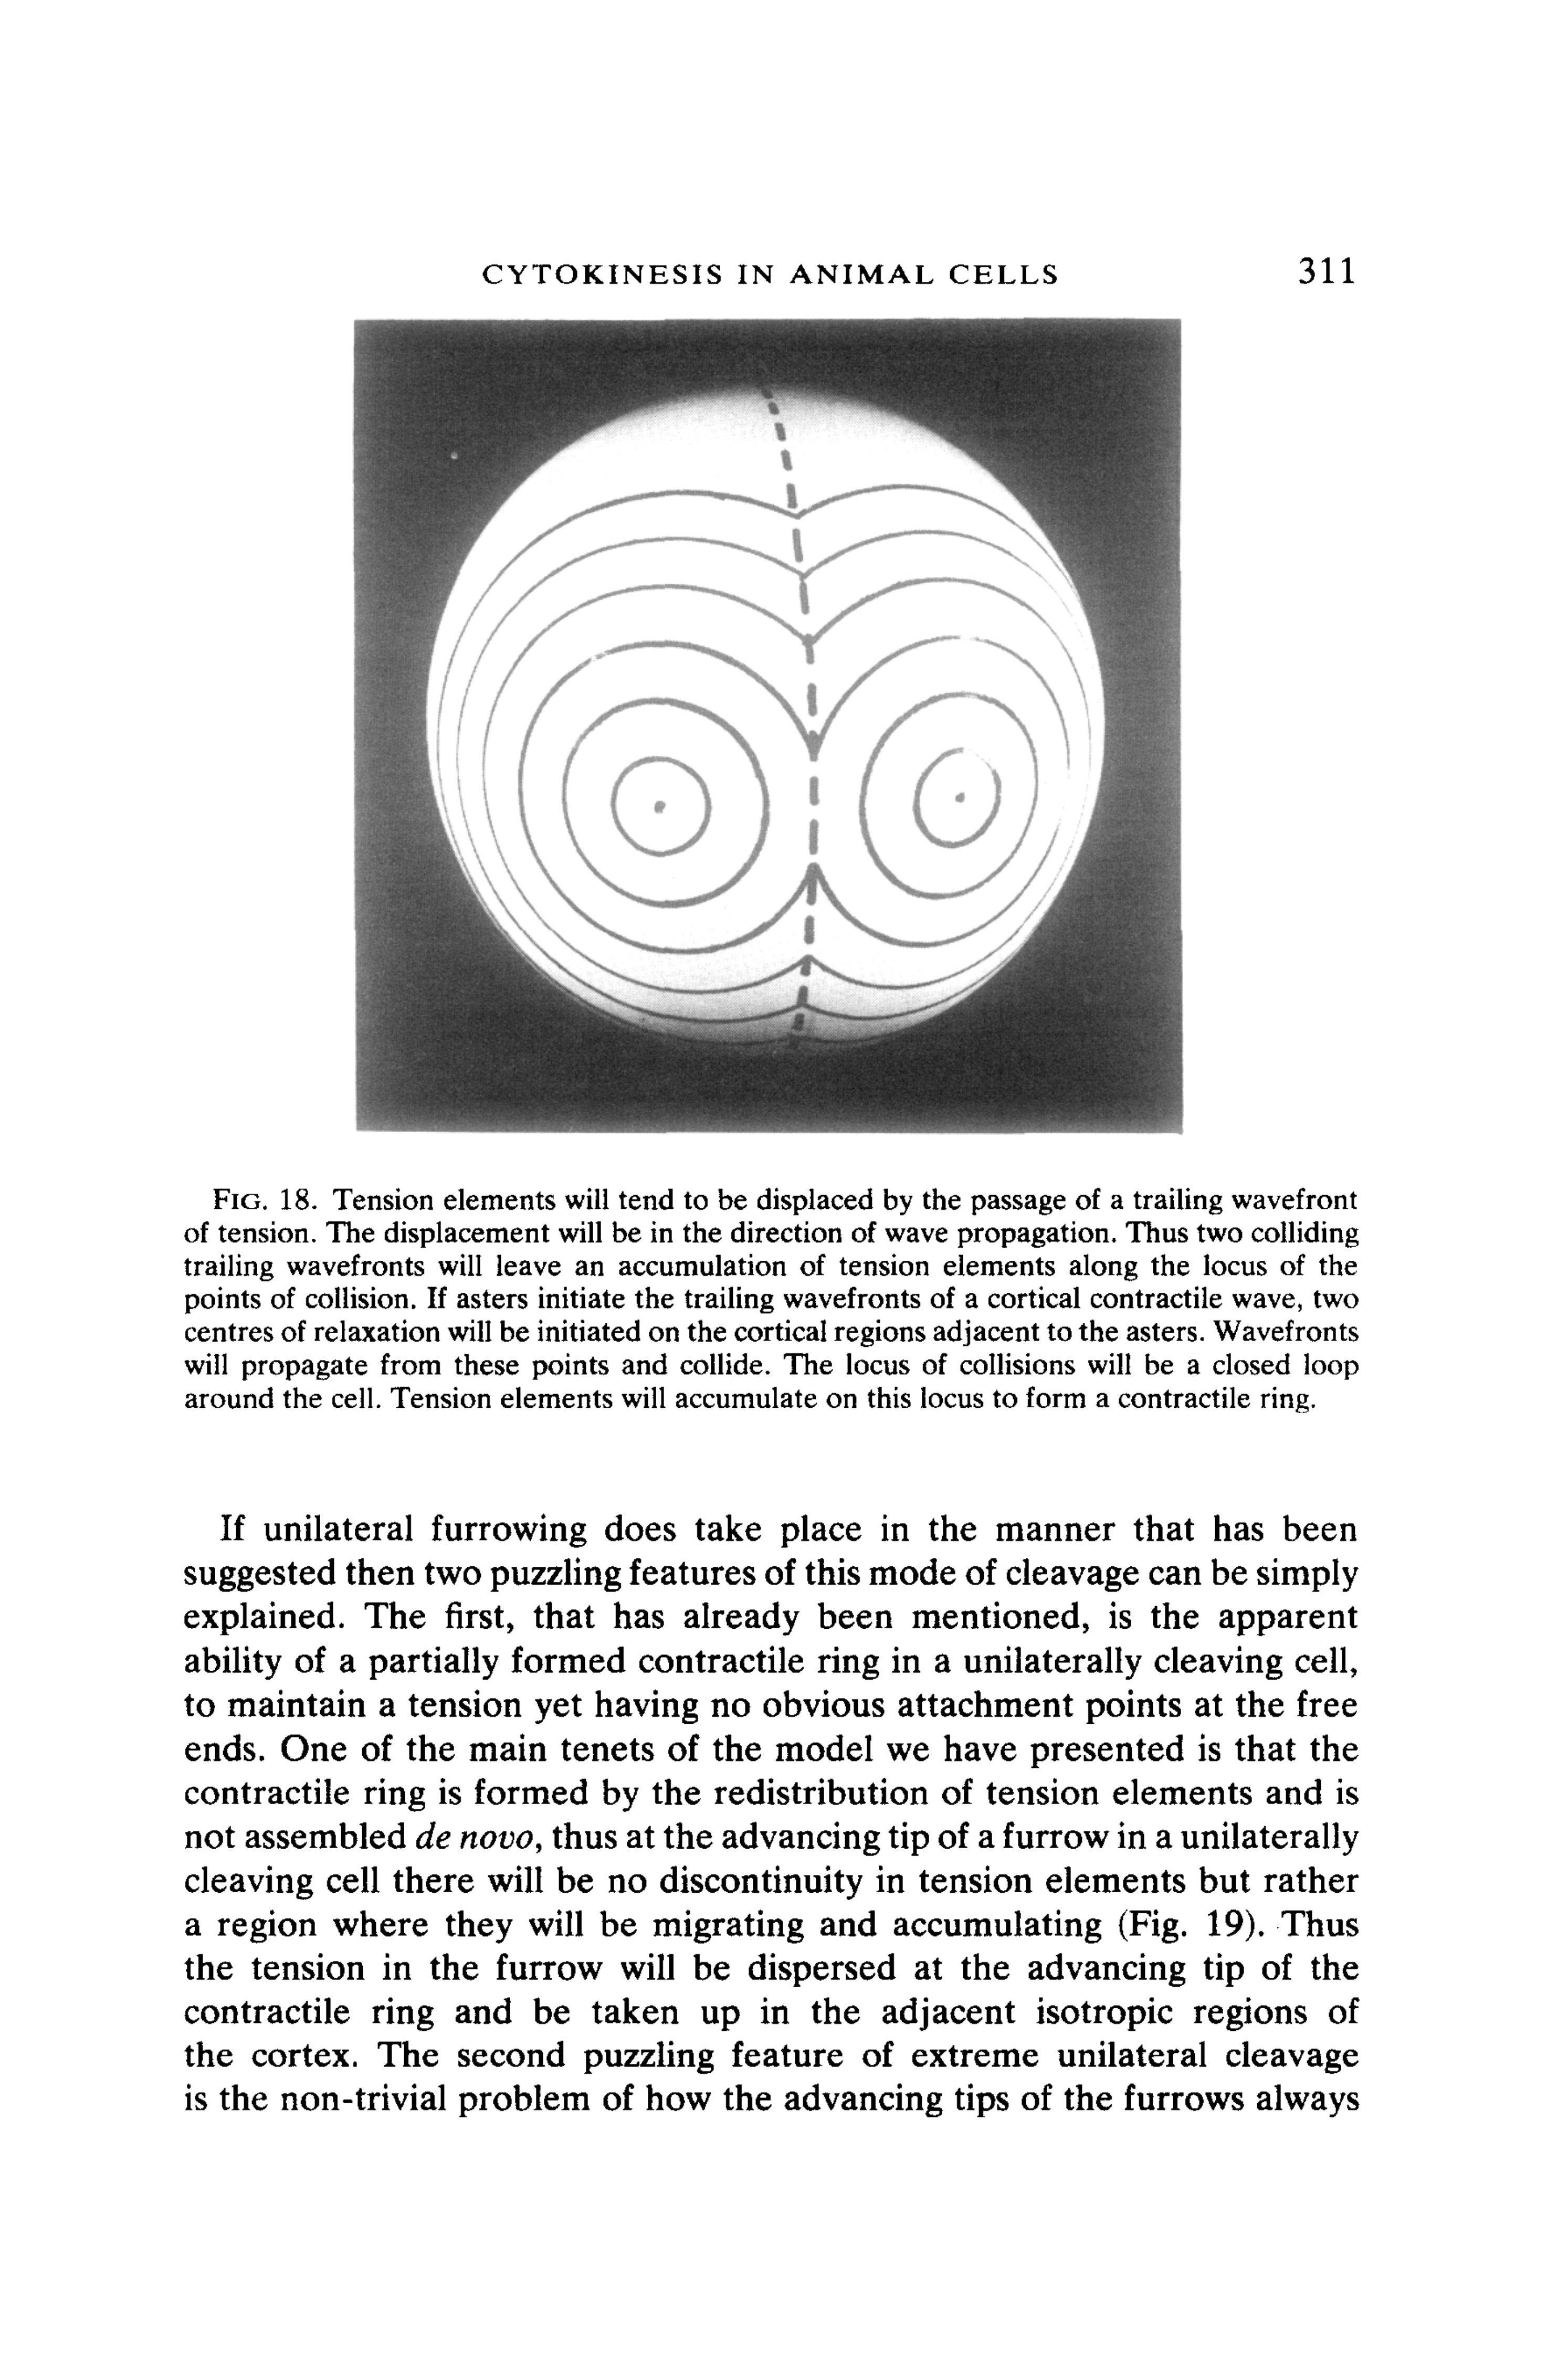 CYTOKINESIS IN ANIMAL CELLS 311
FIG. 18. Tension elements will tend to be displaced by the passage of a trailing wavefront
of tension. The displacement will be in the direction of wave propagation. Thus two colliding
trailing wavefronts will leave an accumulation of tension elements along the locus of the
points of collision. If asters initiate the trailing wavefronts of a cortical contractile wave, two
centres of relaxation will be initiated on the cortical regions adjacent to the asters. Wavefronts
will propagate from these points and collide. The locus of collisions will be a closed loop
around the cell. Tension elements will accumulate on this locus to form a contractile ring.
If unilateral furrowing does take place in the manner that has been
suggested then two puzzling features of this mode of cleavage can be simply
explained. The first, that has already been mentioned, is the apparent
ability of a partially formed contractile ring in a unilaterally cleaving cell,
to maintain a tension yet having no obvious attachment points at the free
ends. One of the main tenets of the model we have presented is that the
contractile ring is formed by the redistribution of tension elements and is
not assembled de novo, thus at the advancing tip of a furrow in a unilaterally
cleaving cell there will be no discontinuity in tension elements but rather
a region where they will be migrating and accumulating (Fig. 19). Thus
the tension in the furrow will be dispersed at the advancing tip of the
contractile ring and be taken up in the adjacent isotropic regions of
the cortex. The second puzzling feature of extreme unilateral cleavage
is the non-trivial problem of how the advancing tips of the furrows always